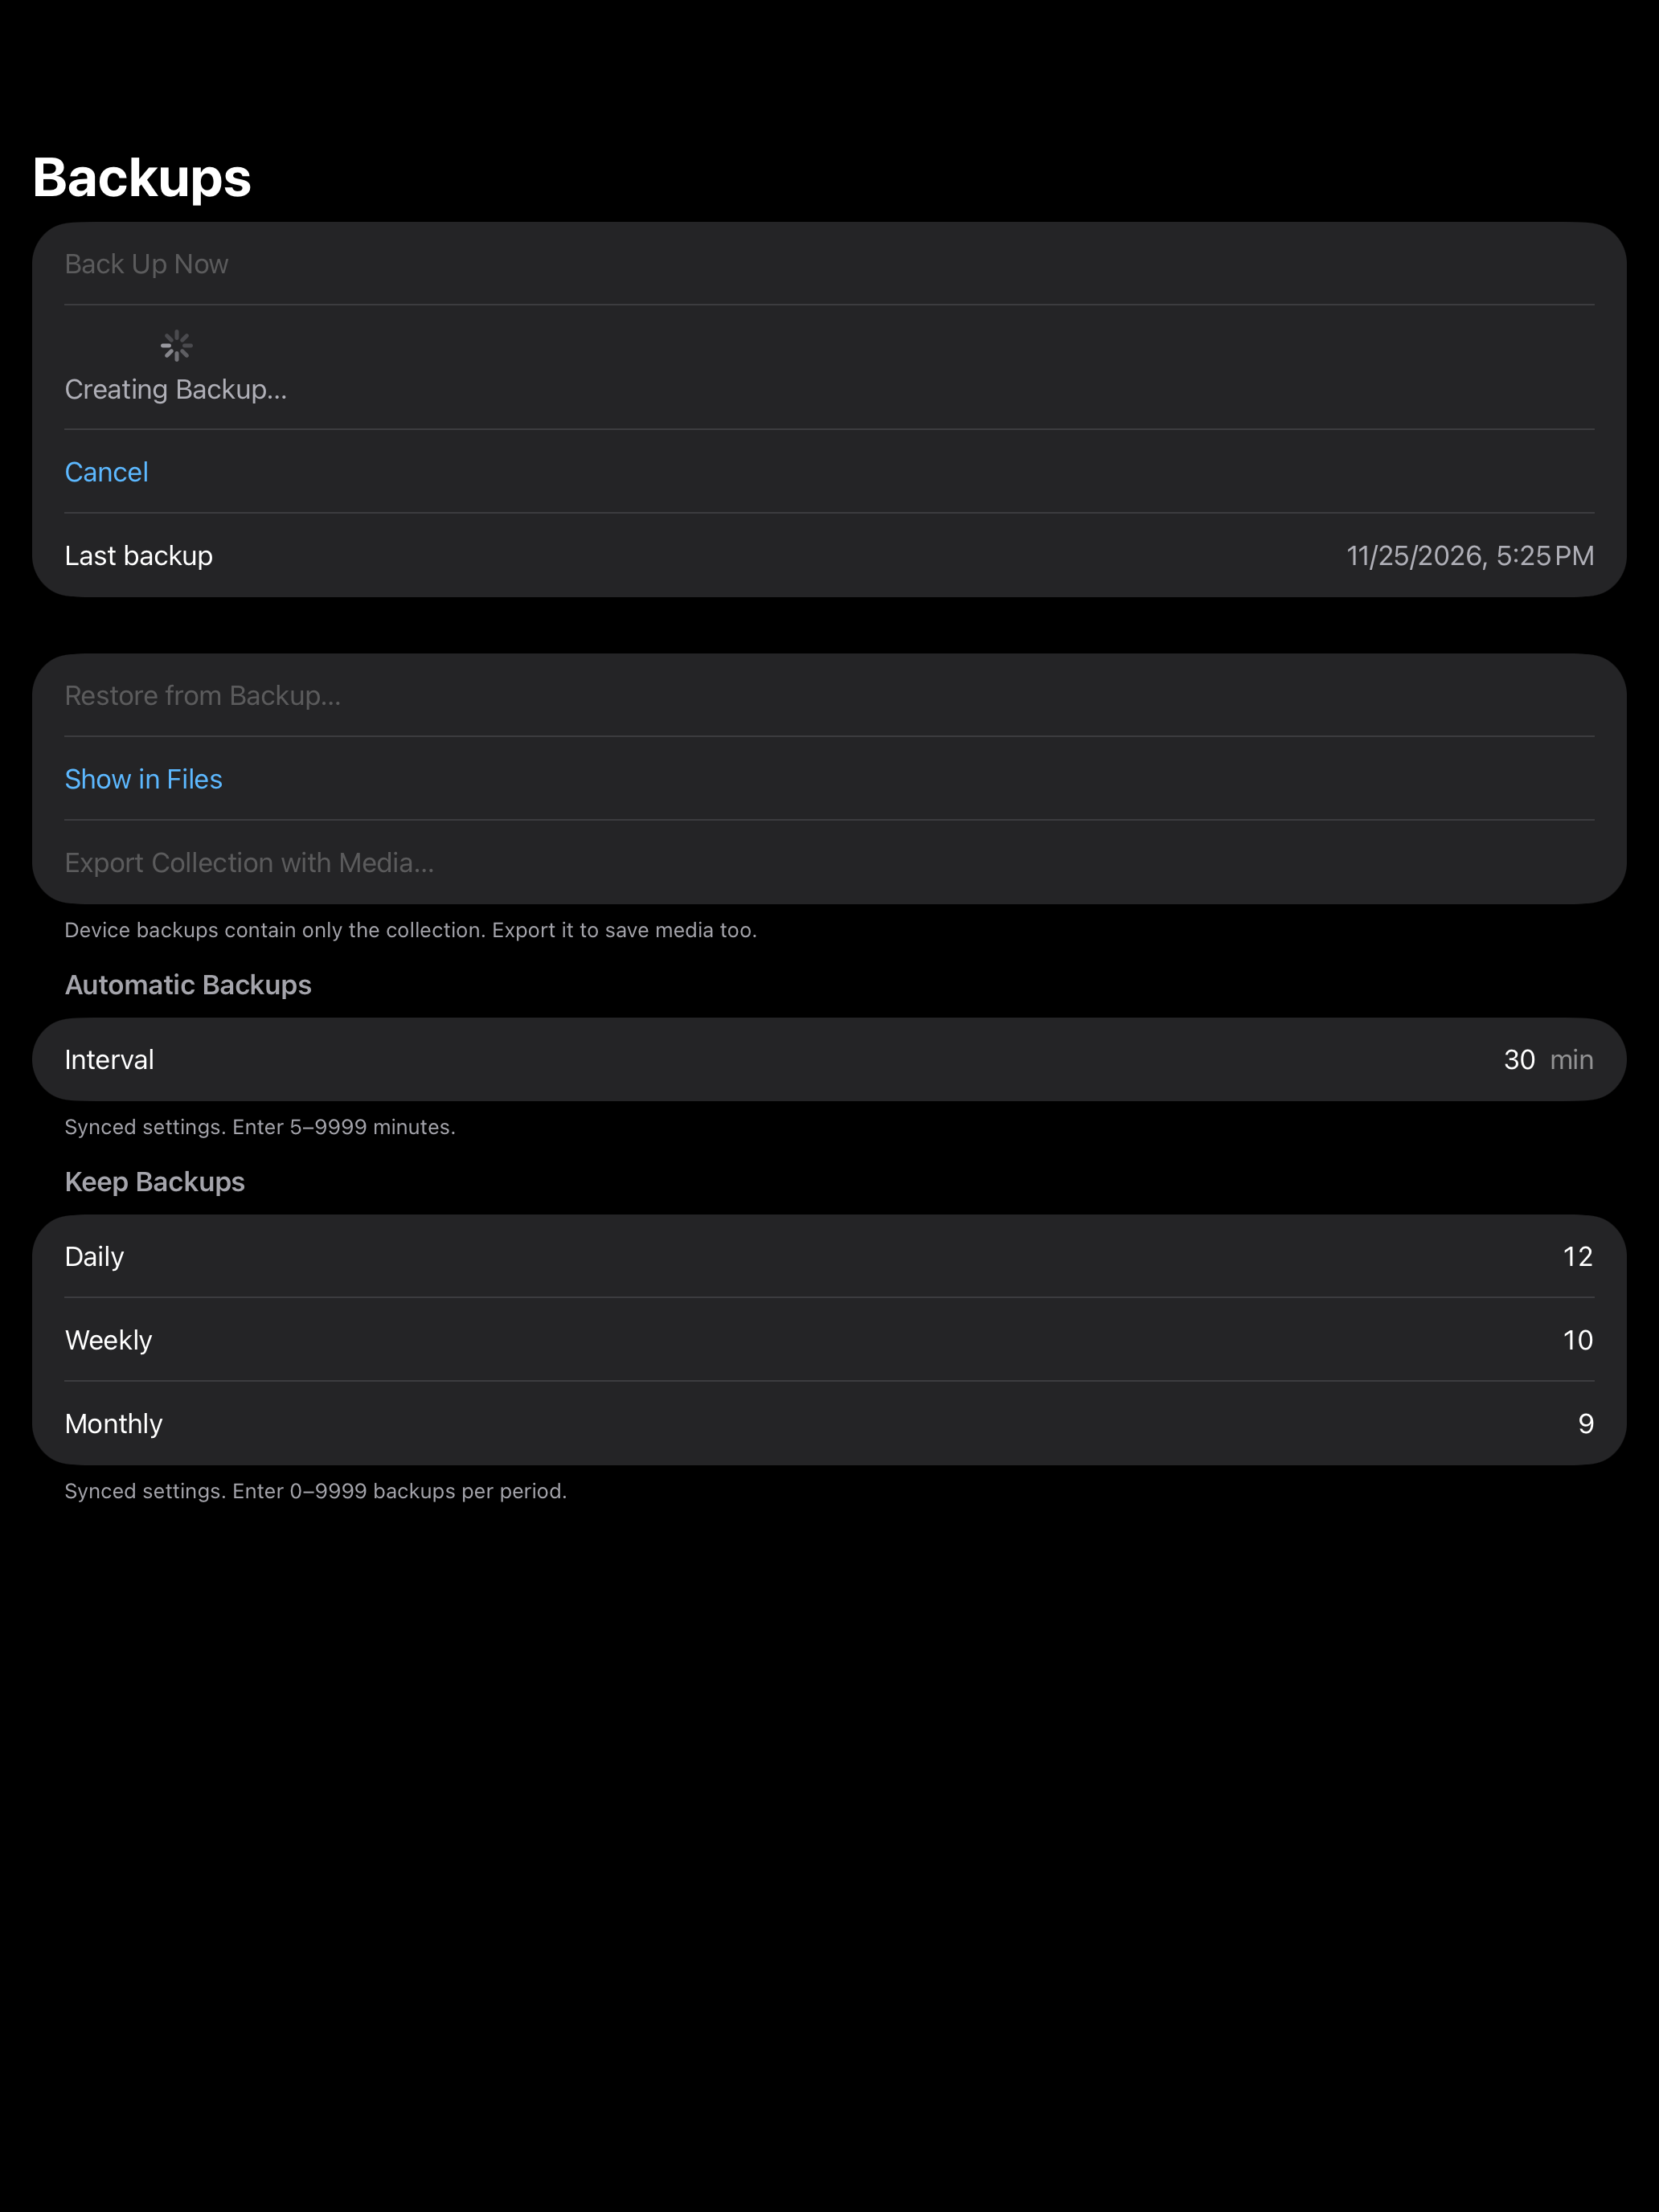 Backups
Back Up Now
Creating Backup...
Cancel
Last backup 11/25/2026, 5:25 PM
Restore from Backup...
Show in Files
Export Collection with Media...
Device backups contain only the collection. Export it to save media too.
Automatic Backups
Interval 30 min
Synced settings. Enter 5–9999 minutes.
Keep Backups
Daily 12
Weekly 10
Monthly 9
Synced settings. Enter 0–9999 backups per period.